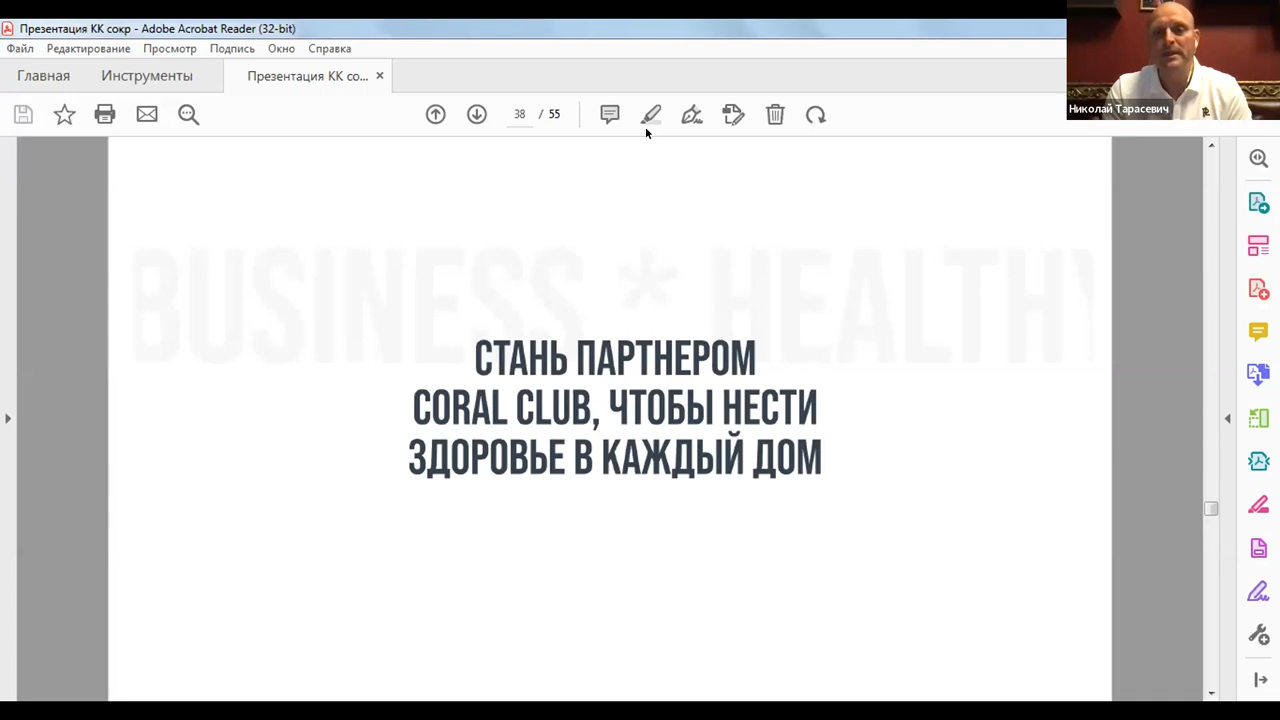 Презентация КК сокр - Adobe Acrobat Reader (32-bit)
Файл Редактирование Просмотр Подпись Окно Справка
Главная Инструменты Презентация КК со... ×
38 / 55
Николай Тарасевич
BUSINESS * HEALTHY
СТАНЬ ПАРТНЕРОМ
CORAL CLUB, ЧТОБЫ НЕСТИ
ЗДОРОВЬЕ В КАЖДЫЙ ДОМ